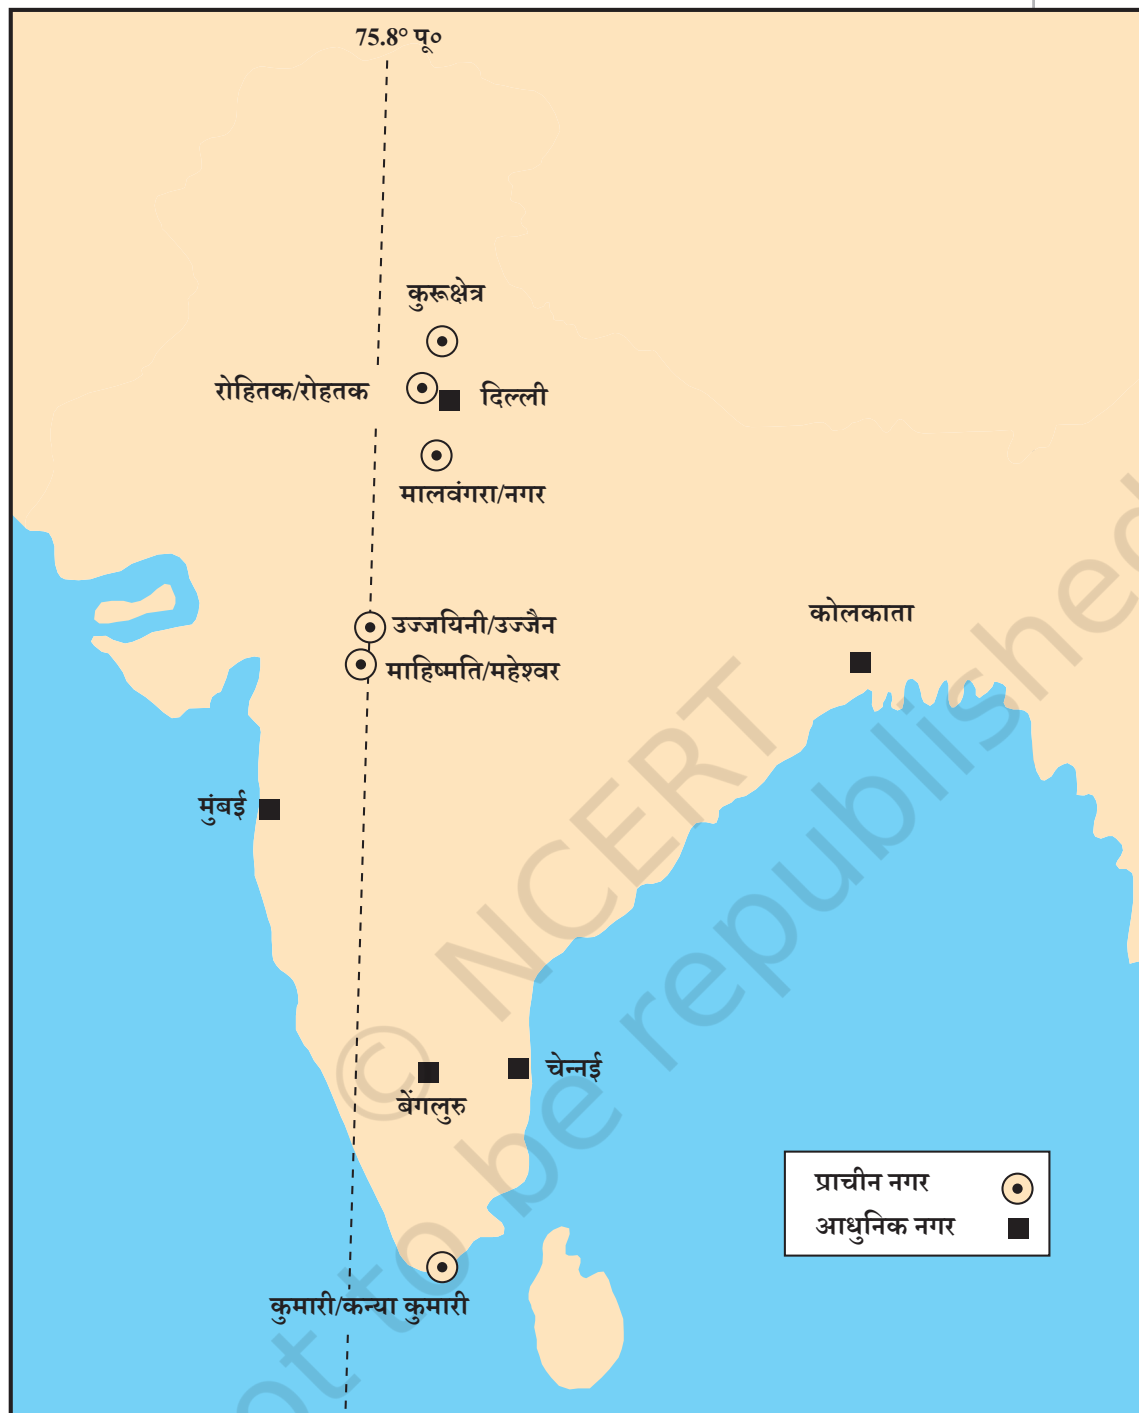 75.8° पू०
कुरूक्षेत्र
रोहितक/रोहतक
दिल्ली
मालवंगरा/नगर
उज्जयिनी/उज्जैन
माहिष्मति/महेश्वर
कोलकाता
मुंबई
चेन्नई
बेंगलुरु
प्राचीन नगर
आधुनिक नगर
कुमारी/कन्या कुमारी
© NCERT
not to be republished